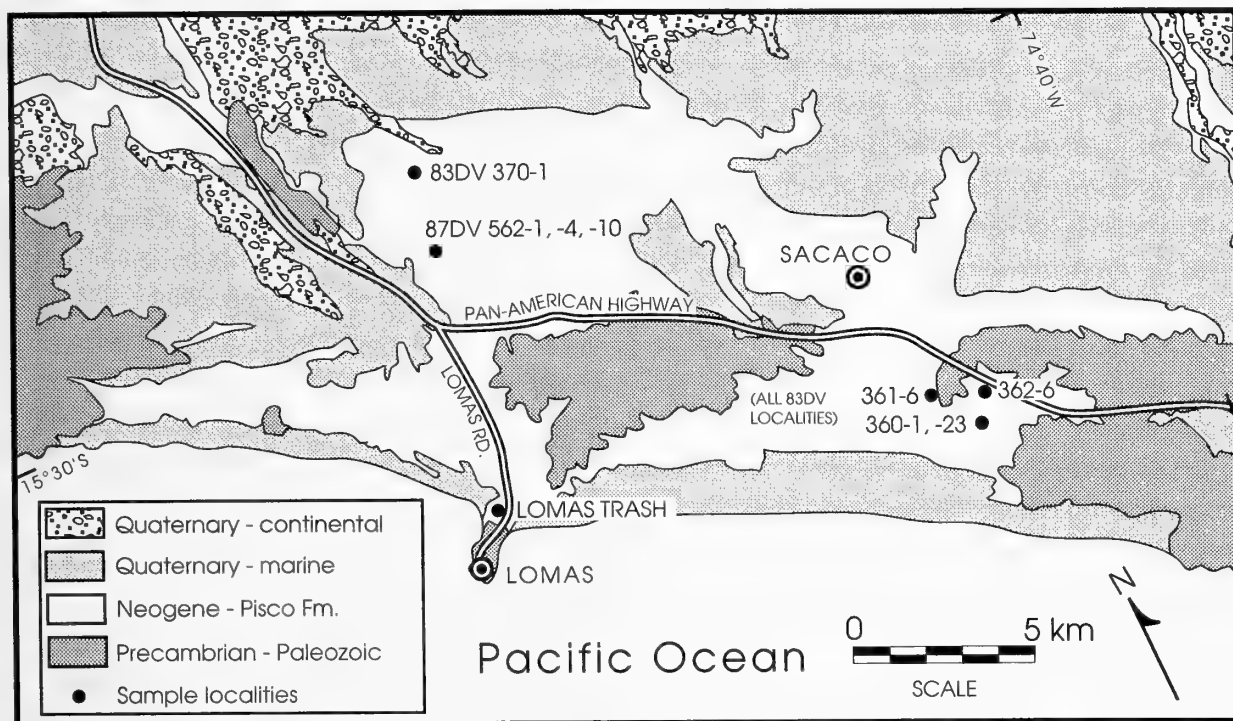 74°40'W
83DV 370-1
87DV 562-1, -4, -10
SACACO
PAN-AMERICAN HIGHWAY
LOMAS RD.
(ALL 83DV
LOCALITIES)
361-6
362-6
360-1, -23
15°30'S
LOMAS TRASH
LOMAS
Quaternary - continental
Quaternary - marine
Neogene - Pisco Fm.
Precambrian - Paleozoic
Sample localities
Pacific Ocean
0 5 km
SCALE
N